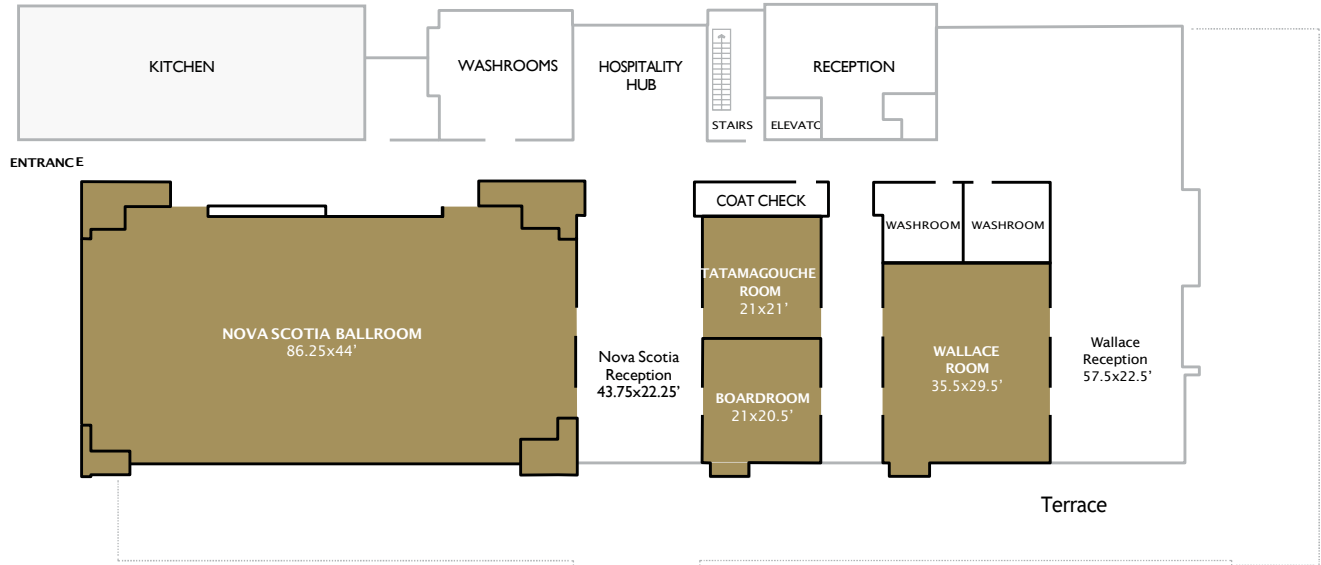 KITCHEN
WASHROOMS
HOSPITALITY
HUB
RECEPTION
STAIRS
ELEVATC
ENTRANCE
COAT CHECK
WASHROOM
WASHROOM
TATAMAGOUCHE
ROOM
21x21'
NOVA SCOTIA BALLROOM
86.25x44'
Nova Scotia
Reception
43.75x22.25'
BOARDROOM
21x20.5'
WALLACE
ROOM
35.5x29.5'
Wallace
Reception
57.5x22.5'
Terrace